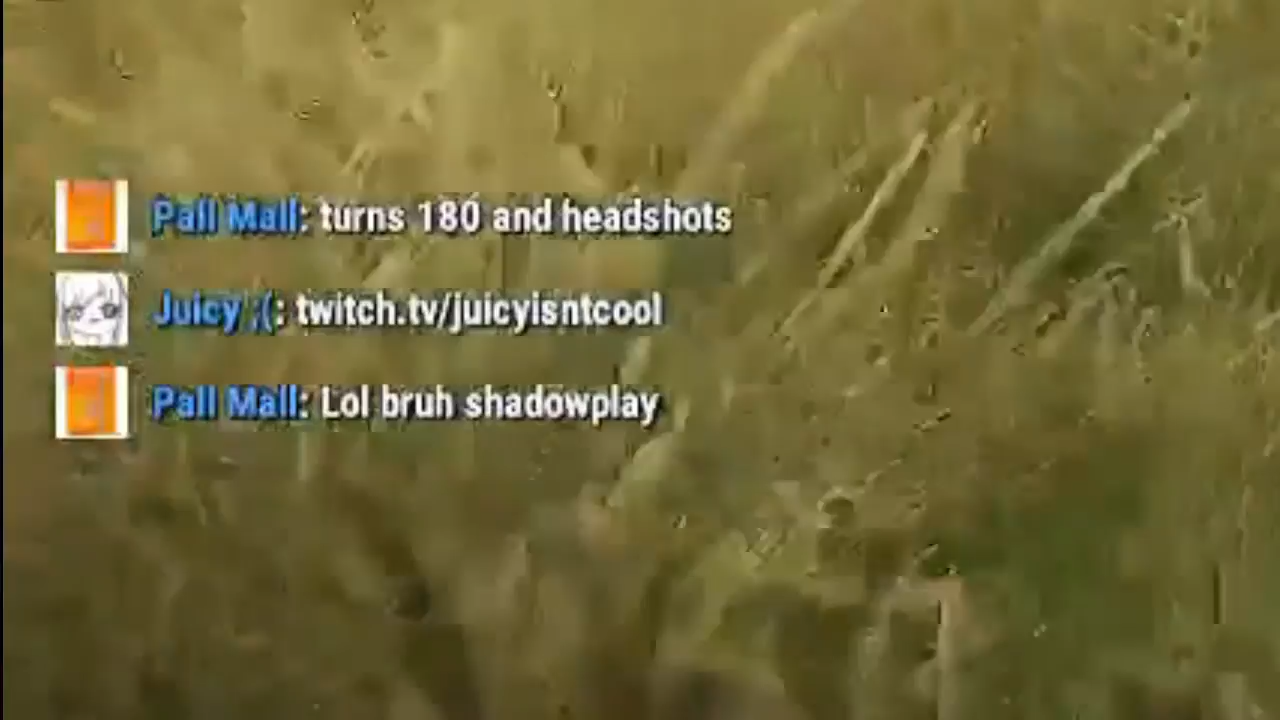 Pall Mall: turns 180 and headshots
Juicy ;(: twitch.tv/juicyisntcool
Pall Mall: Lol bruh shadowplay